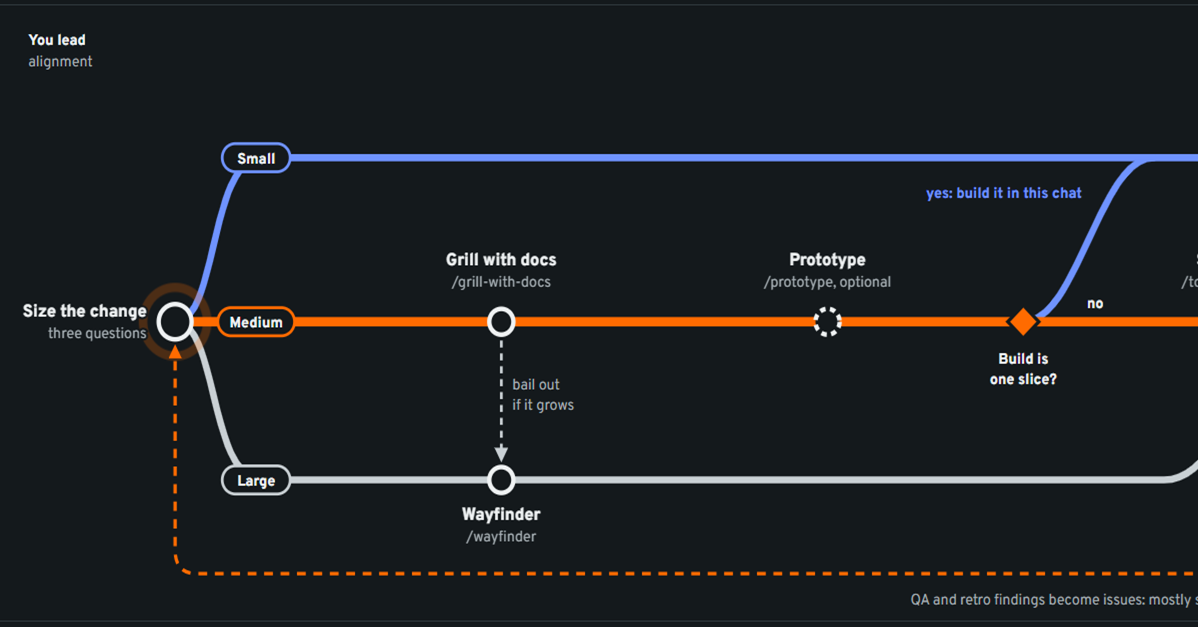 You lead
alignment
Small
yes: build it in this chat
Grill with docs
/grill-with-docs
Prototype
/prototype, optional
no
Size the change
three questions
Medium
Build is
one slice?
bail out
if it grows
Large
Wayfinder
/wayfinder
QA and retro findings become issues: mostly